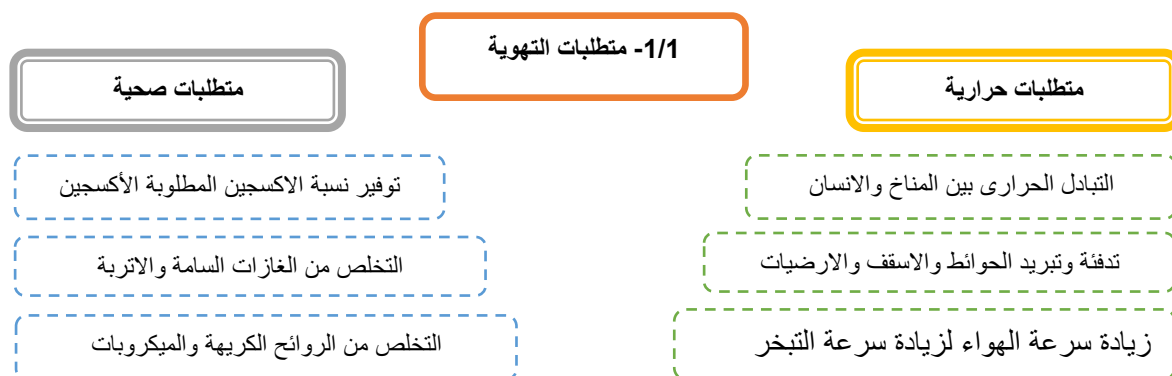 1/1- متطلبات التهوية
متطلبات حرارية
متطلبات صحية
التبادل الحرارى بين المناخ والانسان
تدفئة وتبريد الحوائط والاسقف والارضيات
زيادة سرعة الهواء لزيادة سرعة التبخر
توفير نسبة الاكسجين المطلوبة الأكسجين
التخلص من الغازات السامة والاتربة
التخلص من الروائح الكريهة والميكروبات